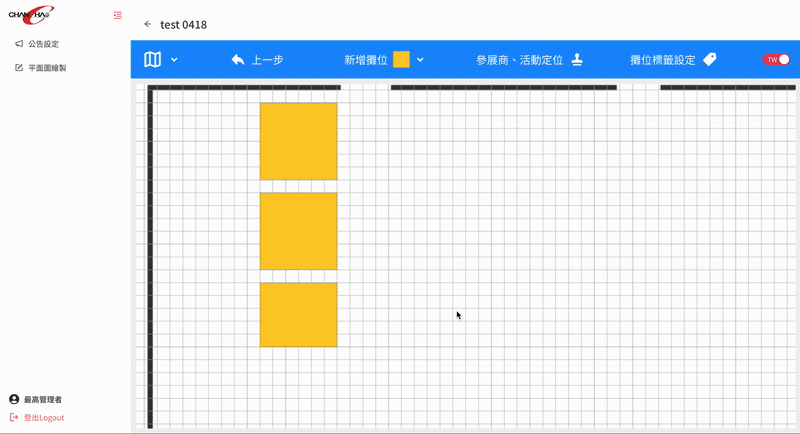 CHAN CHAO
公告設定
平面圖繪製
test 0418
上一步
新增攤位
參展商、活動定位
攤位標籤設定
TW
最高管理者
登出Logout